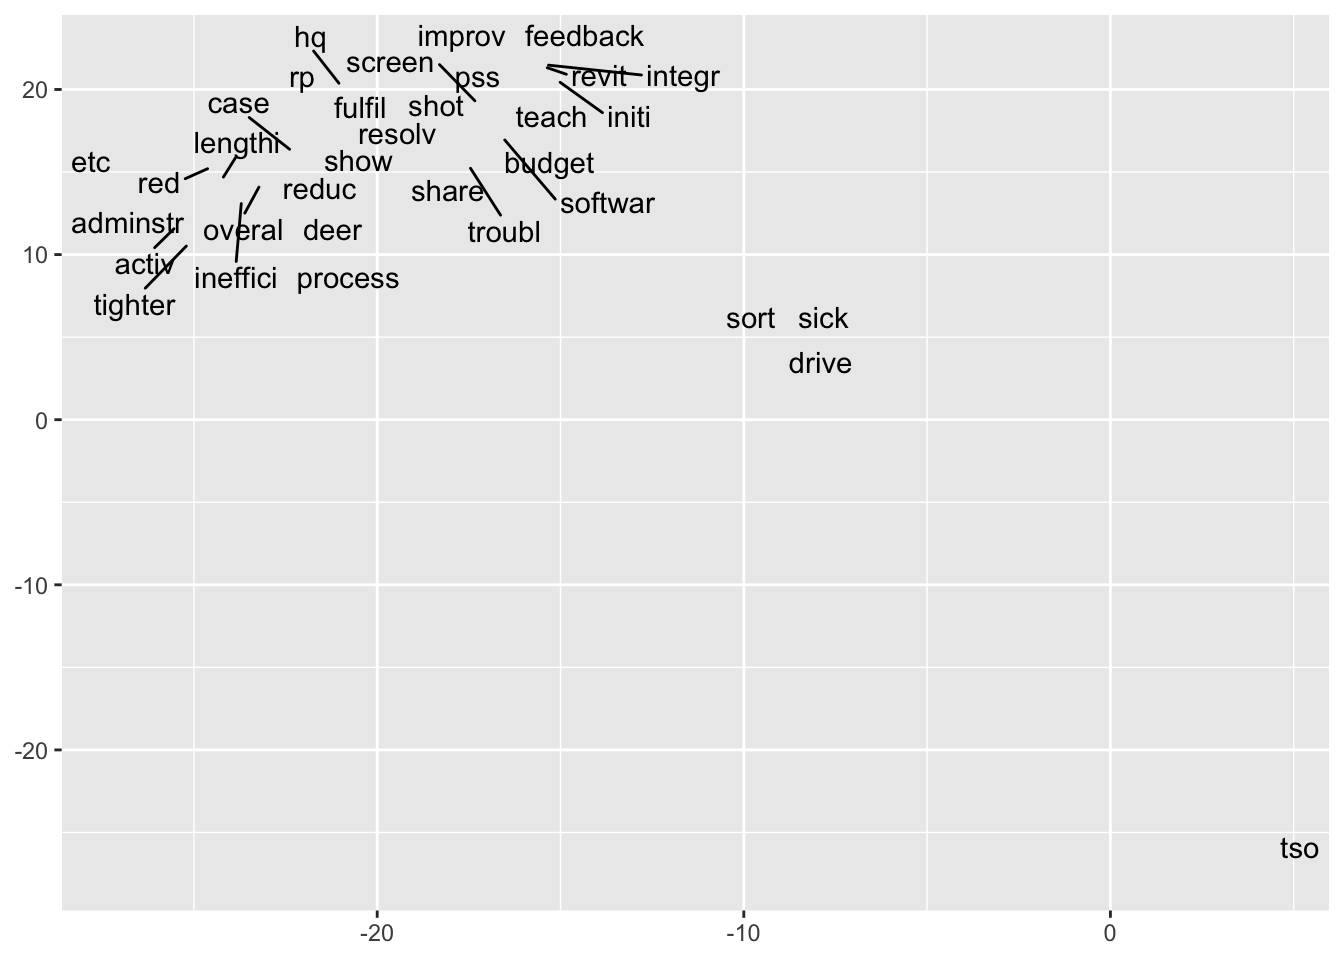 hq improv feedback
screen
rp pss revit integr
case fulfil shot
teach initi
resolv
lengthi
etc show budget
red reduc share
softwar
adminstr overal deer troubl
activ
ineffici process
tighter
sort sick
drive
tso
20
10
0
-10
-20
-20 -10 0